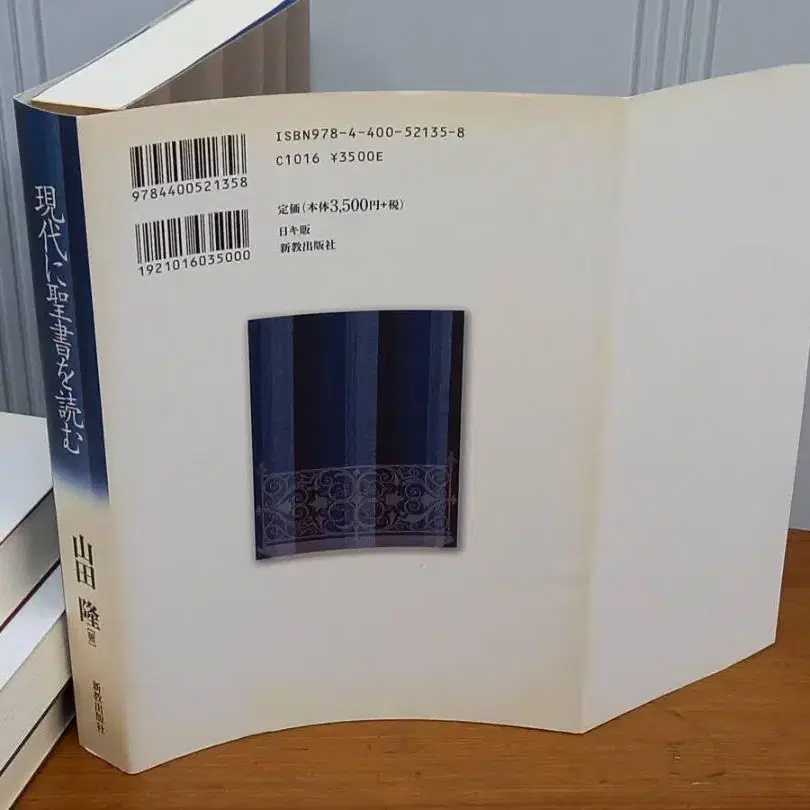 現代に聖書を読む
山田 隆
新教出版社
9784400521358
ISBN978-4-400-52135-8
C1016 ¥3500E
1921016035000
定価(本体3,500円+税)
日キ販
新教出版社